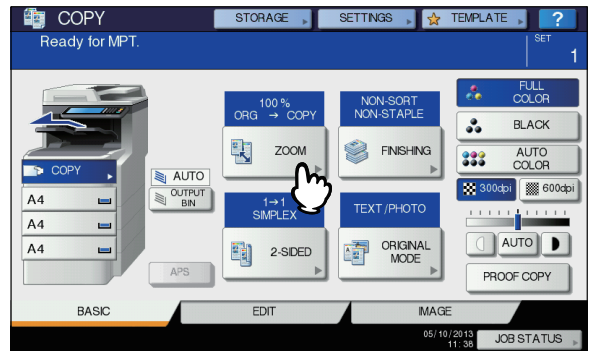 COPY
STORAGE
SETTINGS
TEMPLATE
?
Ready for MPT.
SET
1
100 %
ORG → COPY
ZOOM
NON-SORT
NON-STAPLE
FINISHING
FULL
COLOR
BLACK
AUTO
COLOR
300dpi
600dpi
COPY
A4
A4
A4
AUTO
OUTPUT
BIN
APS
1→1
SIMPLEX
2-SIDED
TEXT/PHOTO
ORIGINAL
MODE
AUTO
PROOF COPY
BASIC
EDIT
IMAGE
05/10/2013
11:38
JOB STATUS